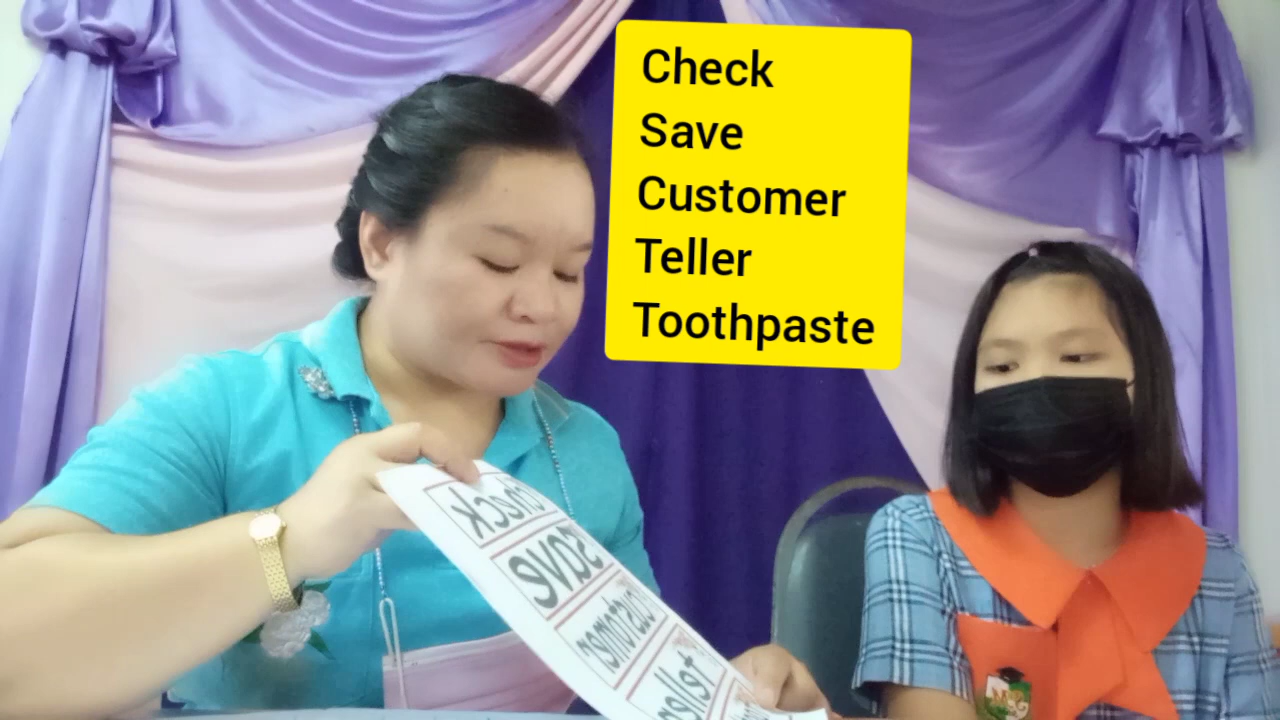 Check
Save
Customer
Teller
Toothpaste
check
save
customer
teller